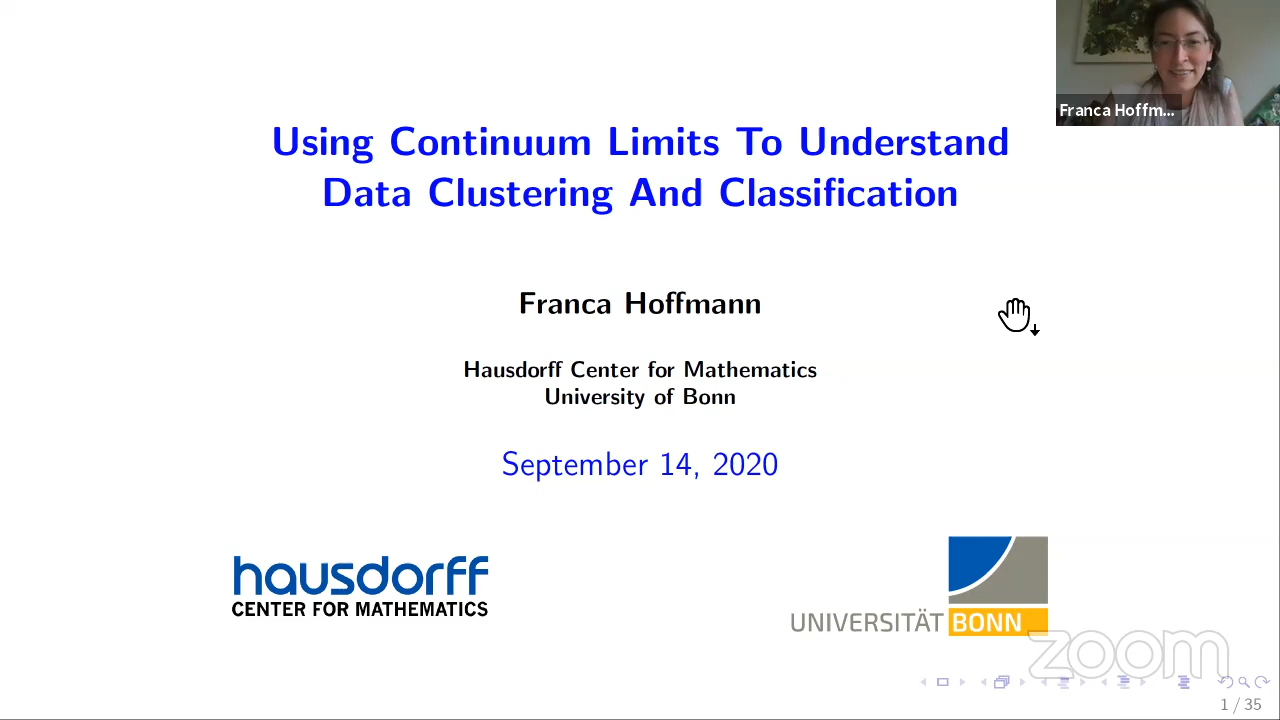 Franca Hoffm...
Using Continuum Limits To Understand
Data Clustering And Classification
Franca Hoffmann
Hausdorff Center for Mathematics
University of Bonn
September 14, 2020
hausdorff
CENTER FOR MATHEMATICS
UNIVERSITÄT BONN
zoom
1 / 35